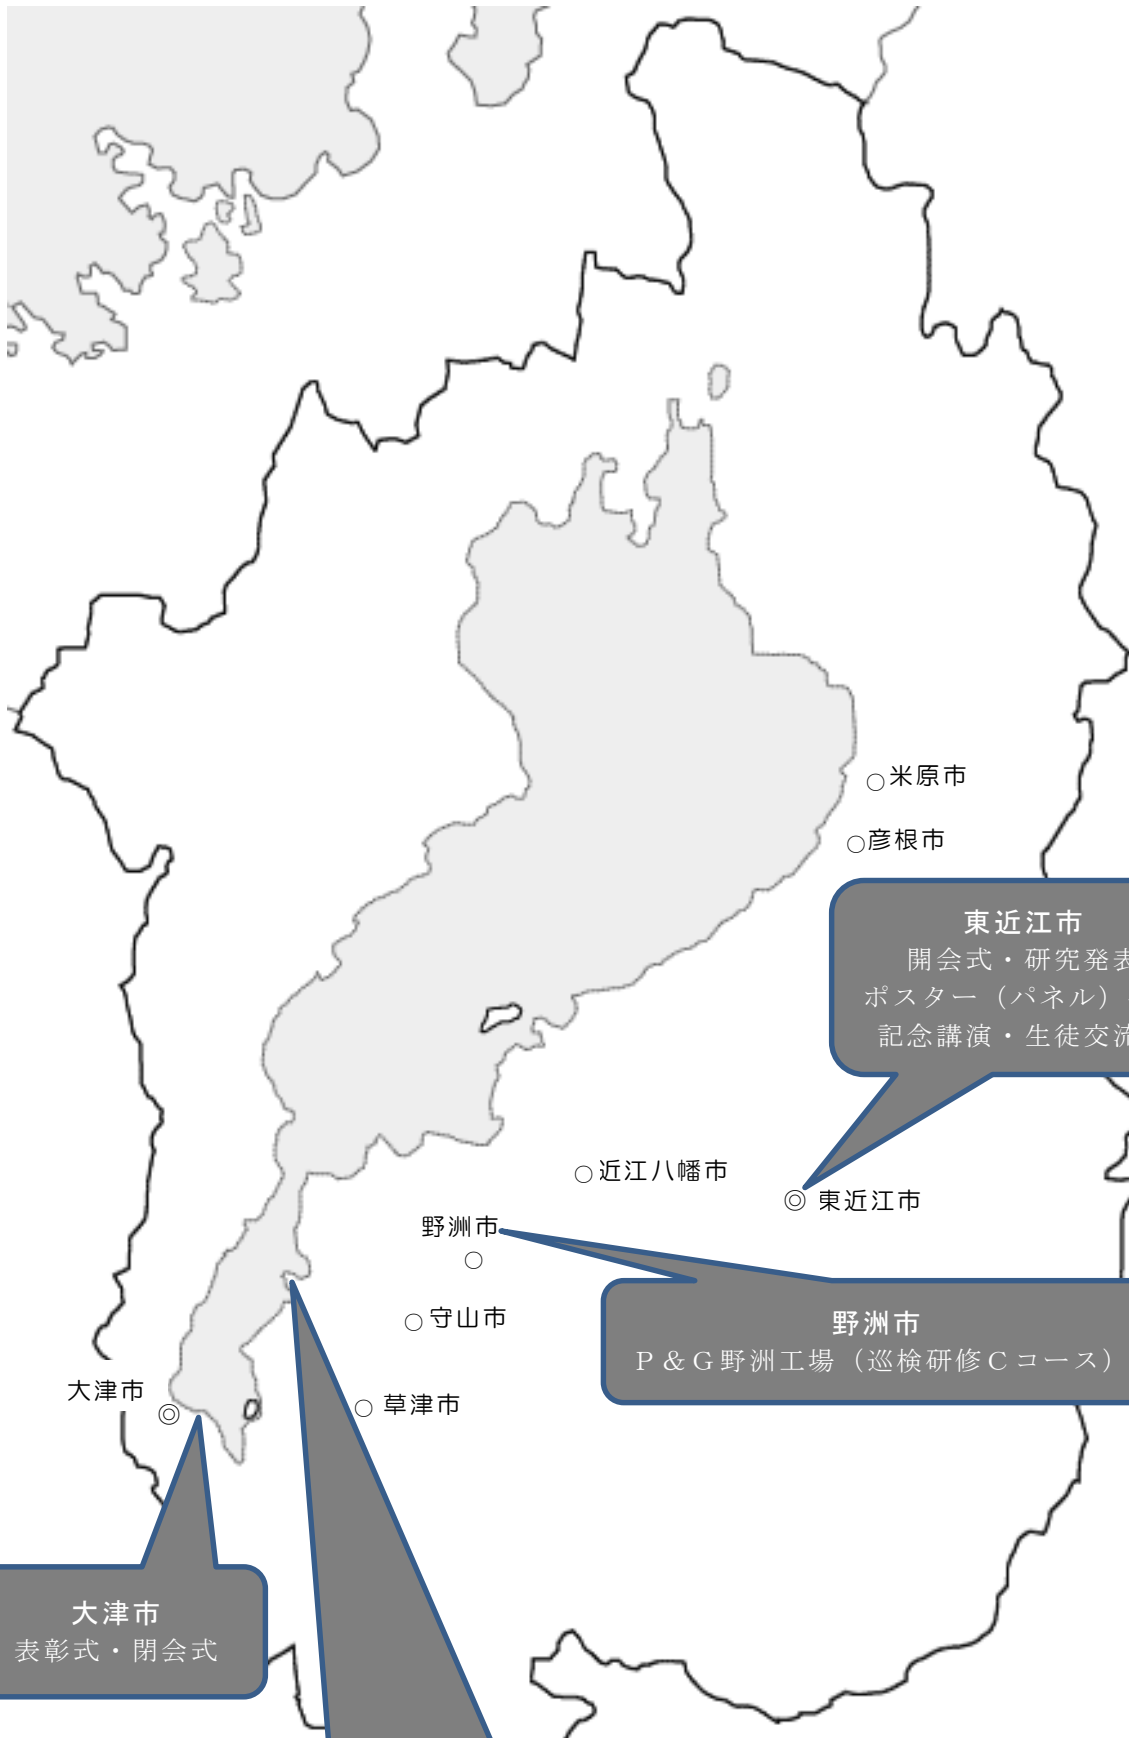 ○米原市
○彦根市
東近江市
開会式・研究発表
ポスター（パネル）
記念講演・生徒交流
○近江八幡市
◎ 東近江市
野洲市
○
○守山市
野洲市
Ｐ＆Ｇ野洲工場（巡検研修Ｃコース）
大津市
◎
○ 草津市
大津市
表彰式・閉会式